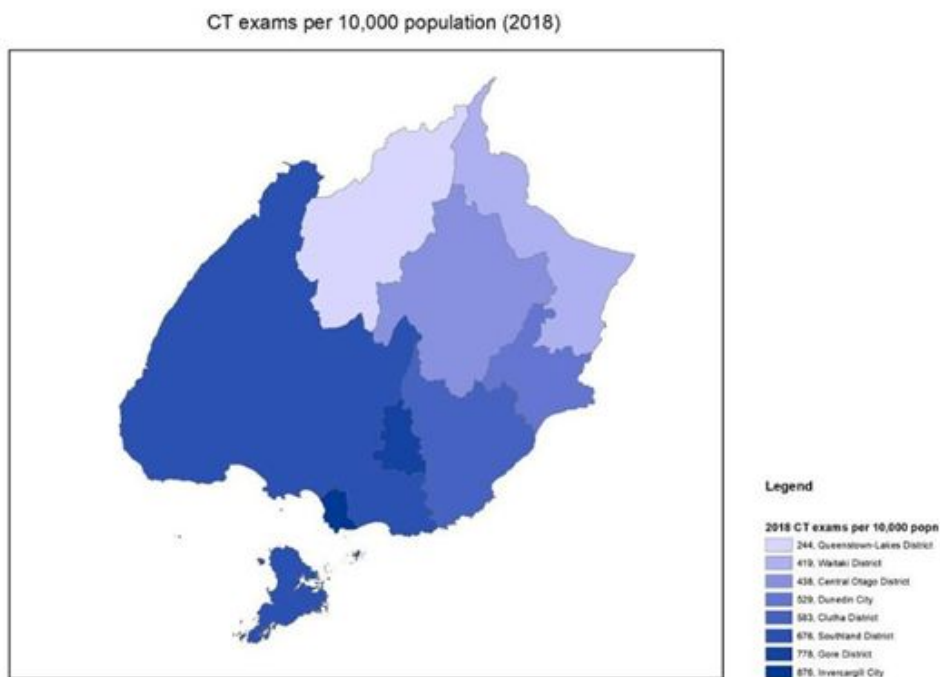 CT exams per 10,000 population (2018)
Legend
2018 CT exams per 10,000 popn
244, Queenstown-Lakes District
419, Waitaki District
438, Central Otago District
529, Dunedin City
583, Clutha District
678, Southland District
778, Gore District
876, Invercargill City